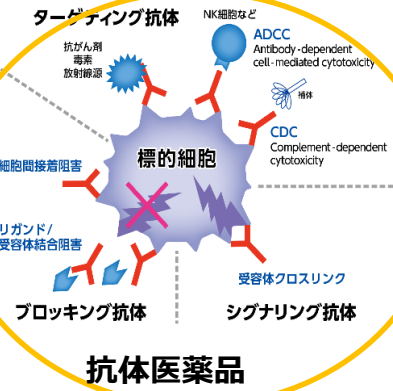 ターゲティング抗体
NK細胞など
抗がん剤
毒素
放射線源
ADCC
Antibody-dependent
cell-mediated cytotoxicity
補体
CDC
Complement-dependent
cytotoxicity
標的細胞
細胞間接着阻害
リガンド/
受容体結合阻害
受容体クロスリンク
ブロッキング抗体
シグナリング抗体
抗体医薬品